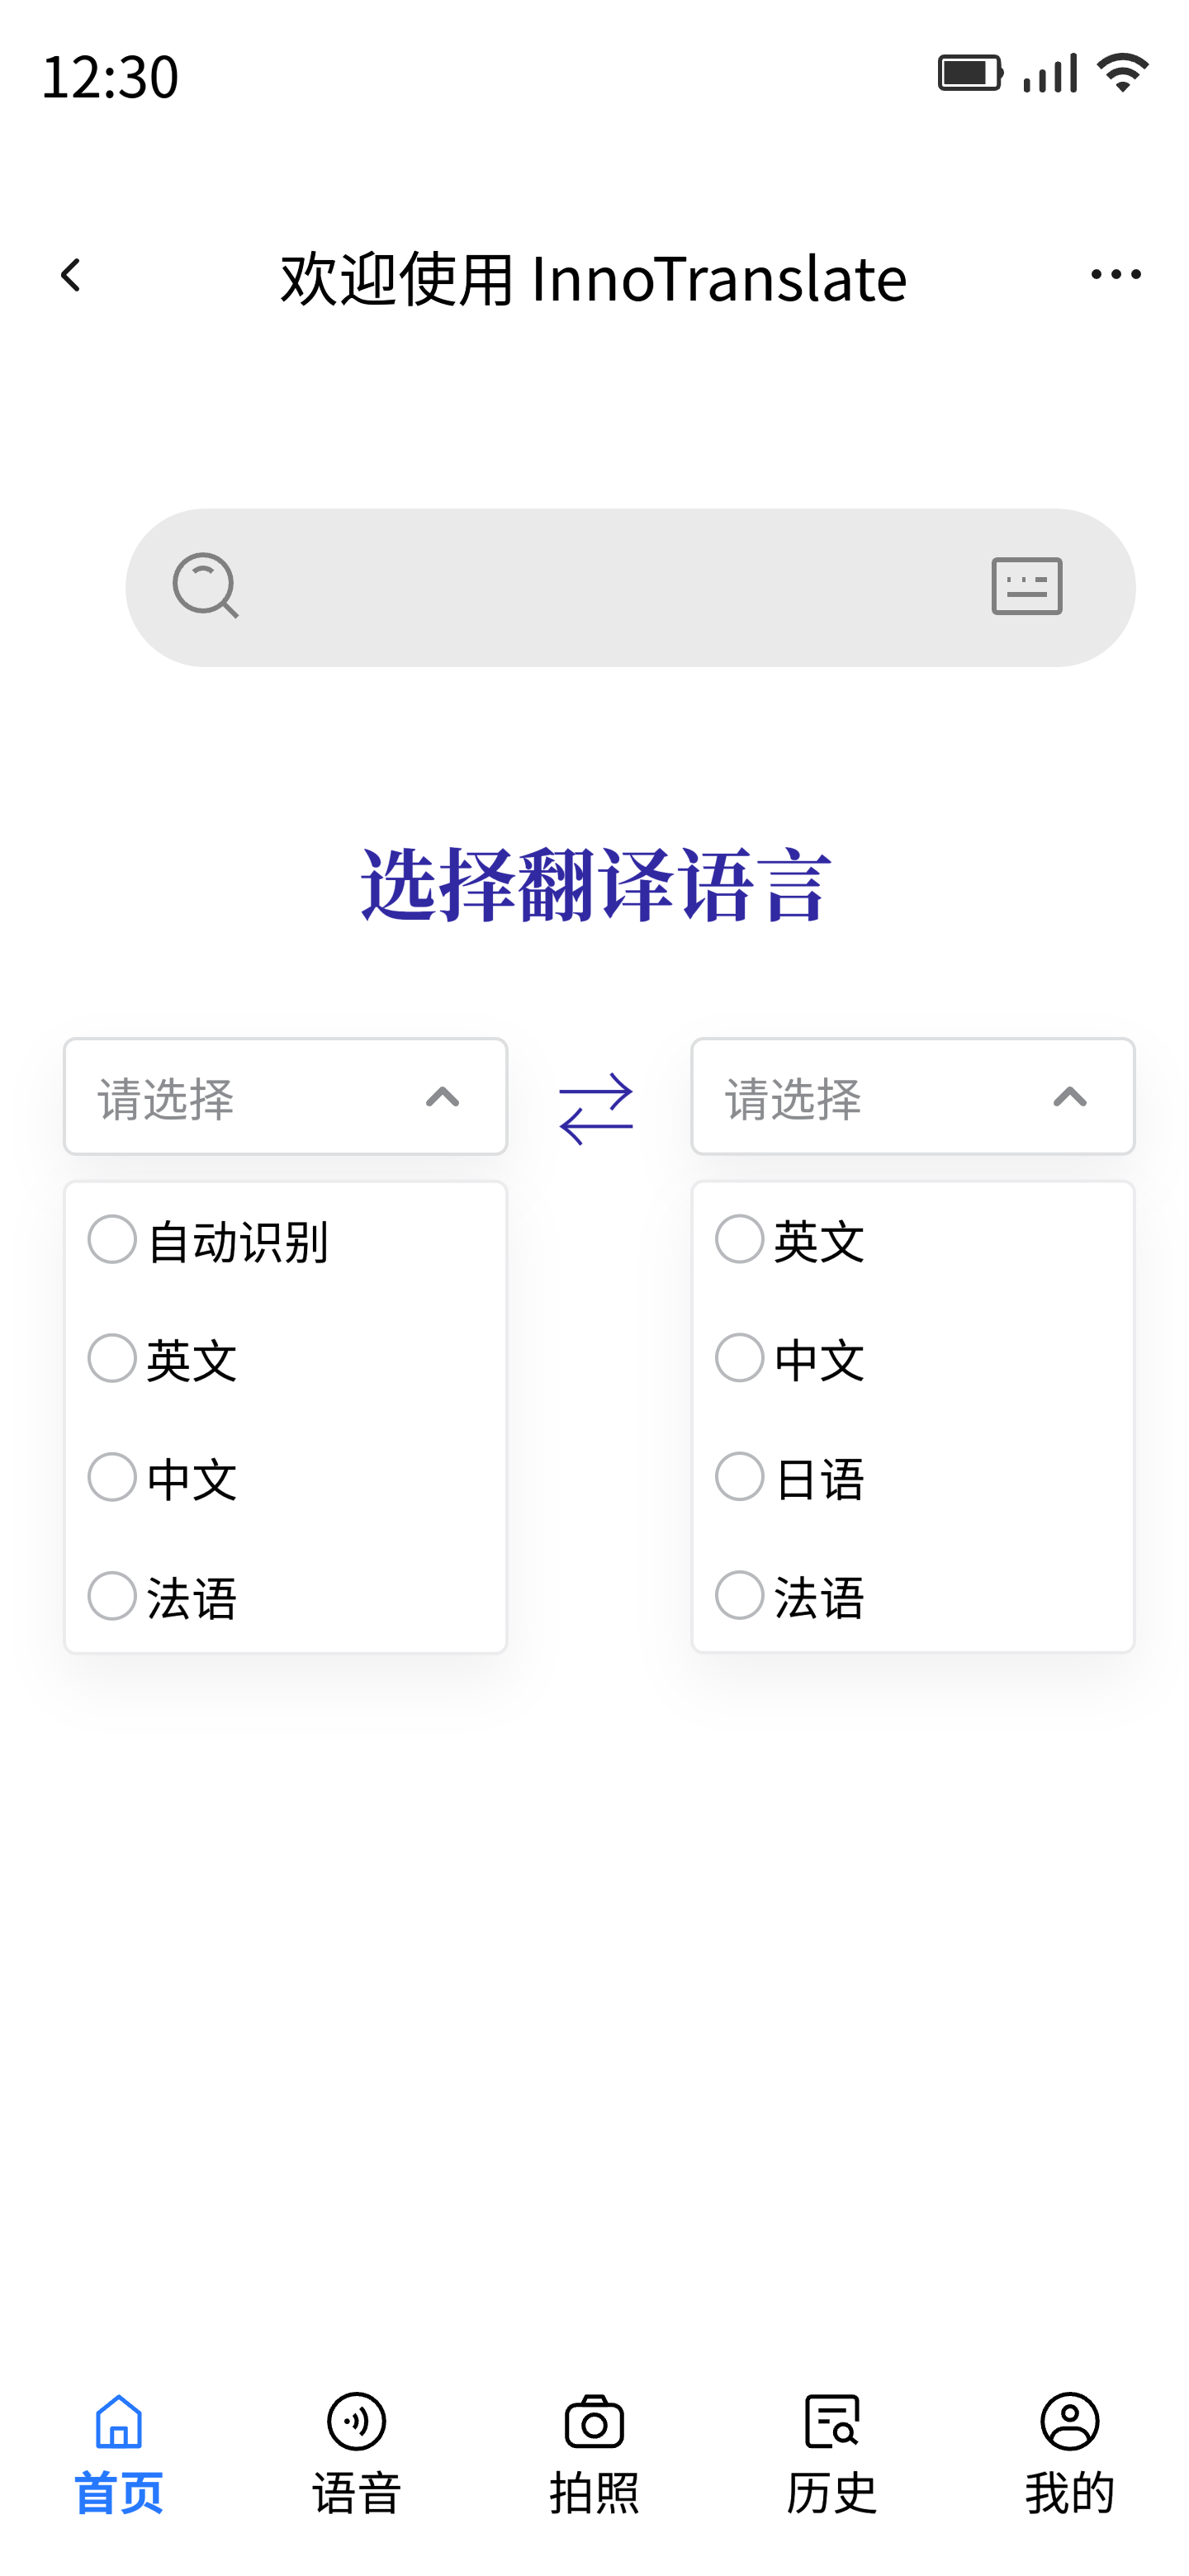 12:30
欢迎使用 InnoTranslate
选择翻译语言
请选择
请选择
自动识别
英文
中文
法语
英文
中文
日语
法语
首页
语音
拍照
历史
我的